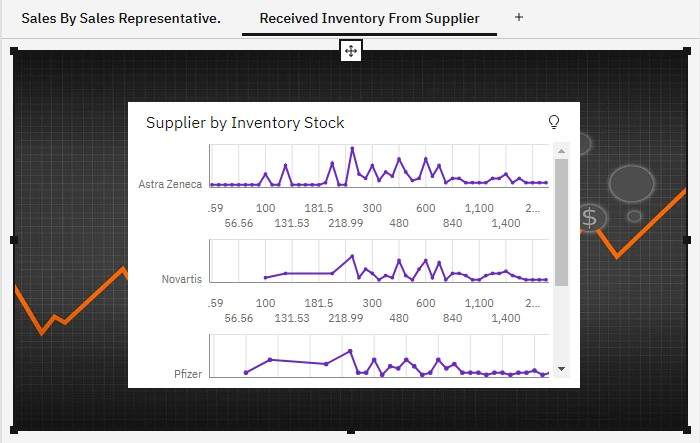 Sales By Sales Representative. Received Inventory From Supplier +
Supplier by Inventory Stock
Astra Zeneca
.59 100 181.5 300 600 1,100 2...
56.56 131.53 218.99 480 840 1,400
Novartis
.59 100 181.5 300 600 1,100 2...
56.56 131.53 218.99 480 840 1,400
Pfizer
$